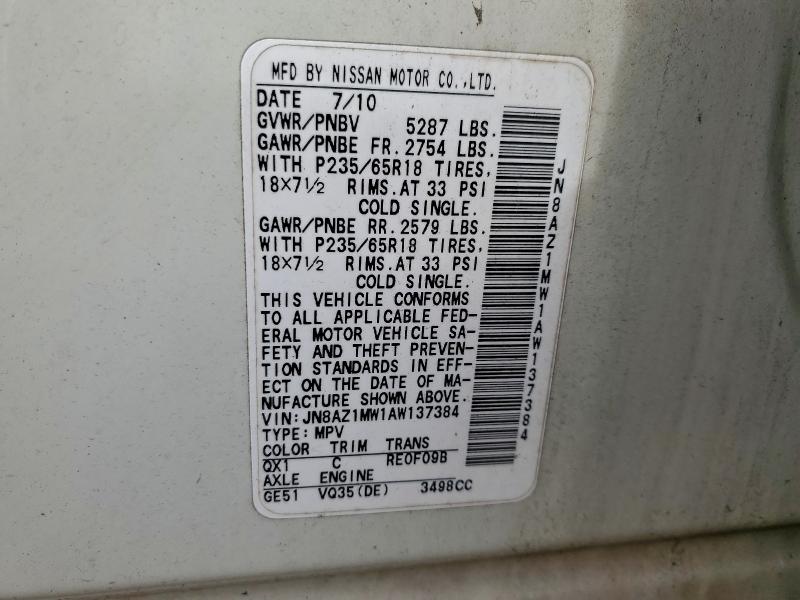 MFD BY NISSAN MOTOR CO.,LTD.
DATE 7/10
GVWR/PNBV 5287 LBS.
GAWR/PNBE FR. 2754 LBS.
WITH P235/65R18 TIRES,
18×7½ RIMS. AT 33 PSI
COLD SINGLE.
GAWR/PNBE RR. 2579 LBS.
WITH P235/65R18 TIRES,
18×7½ RIMS. AT 33 PSI
COLD SINGLE.
THIS VEHICLE CONFORMS
TO ALL APPLICABLE FED-
ERAL MOTOR VEHICLE SA-
FETY AND THEFT PREVEN-
TION STANDARDS IN EFF-
ECT ON THE DATE OF MA-
NUFACTURE SHOWN ABOVE.
VIN: JN8AZ1MW1AW137384
TYPE: MPV
COLOR TRIM TRANS
QX1 C RE0F09B
AXLE ENGINE
GE51 VQ35(DE) 3498CC
JN8AZ1MW1AW137384